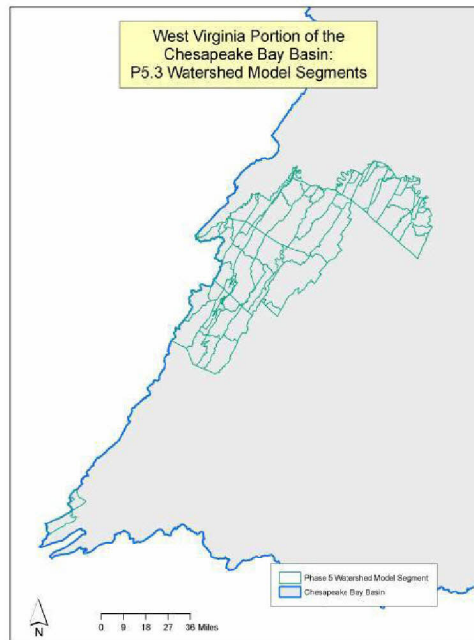 West Virginia Portion of the
Chesapeake Bay Basin:
P5.3 Watershed Model Segments
Phase 5 Watershed Model Segment
Chesapeake Bay Basin
0 9 18 27 36 Miles
N